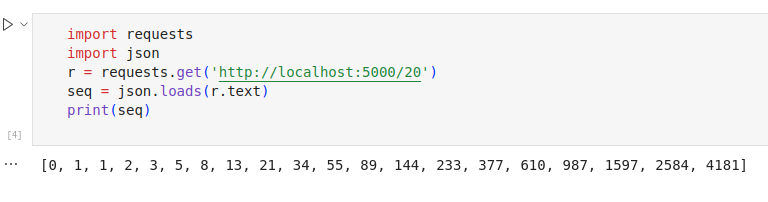 import requests
import json
r = requests.get('http://localhost:5000/20')
seq = json.loads(r.text)
print(seq)
[4]
... [0, 1, 1, 2, 3, 5, 8, 13, 21, 34, 55, 89, 144, 233, 377, 610, 987, 1597, 2584, 4181]